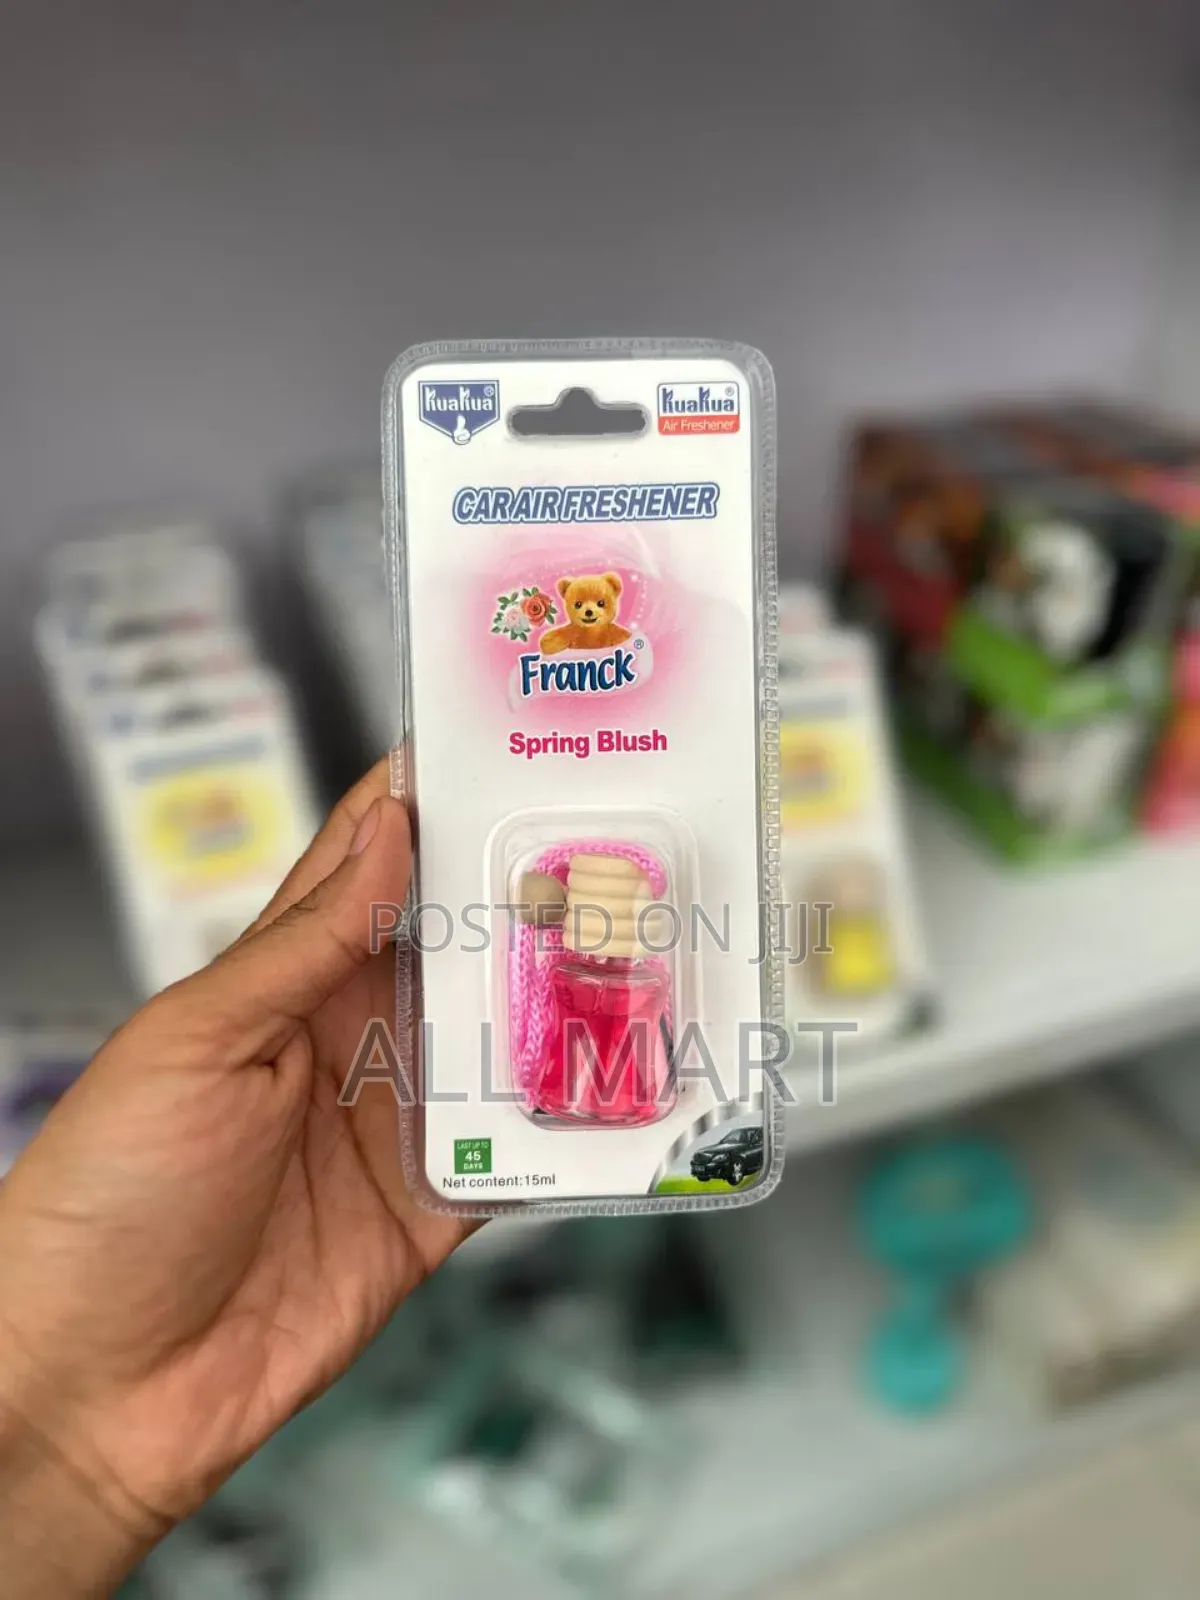 KuaKua®
KuaKua®
Air Freshener
CAR AIR FRESHENER
Franck®
Spring Blush
POSTED ON JIJI
ALL MART
LAST UP TO
45
DAYS
Net content:15ml